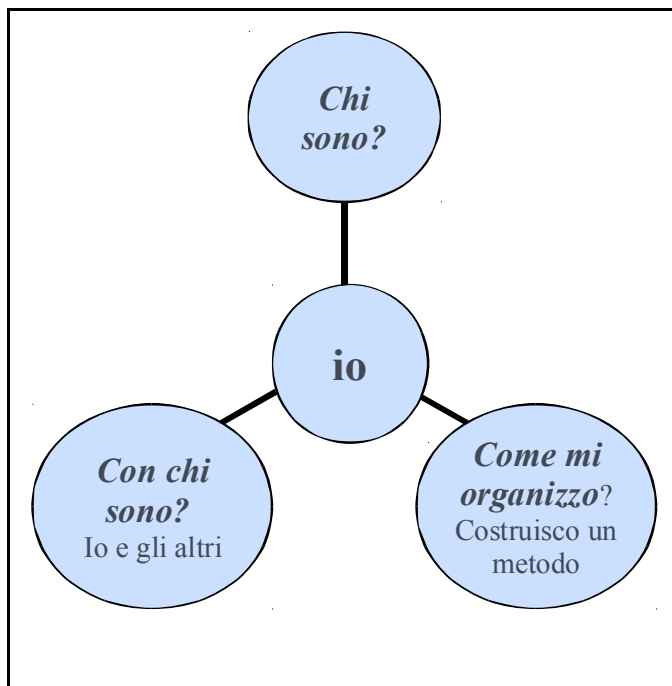 Chi
sono?
io
Con chi
sono?
Io e gli altri
Come mi
organizzo?
Costruisco un
metodo